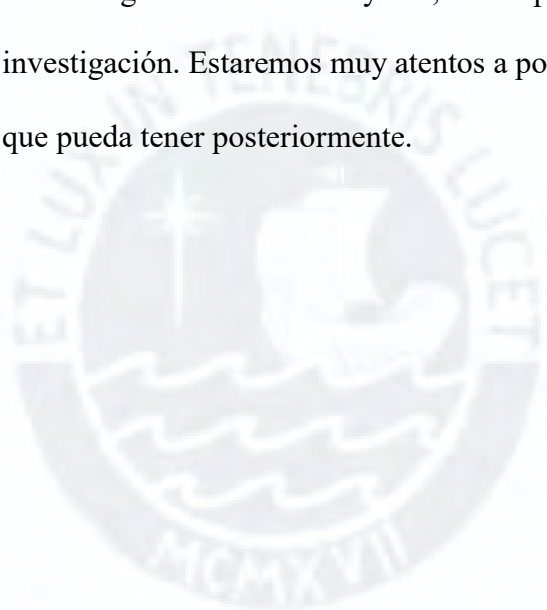 investigación. Estaremos muy atentos a po
que pueda tener posteriormente.
ET LUX IN TENEBRIS LUCET
MCMXVII